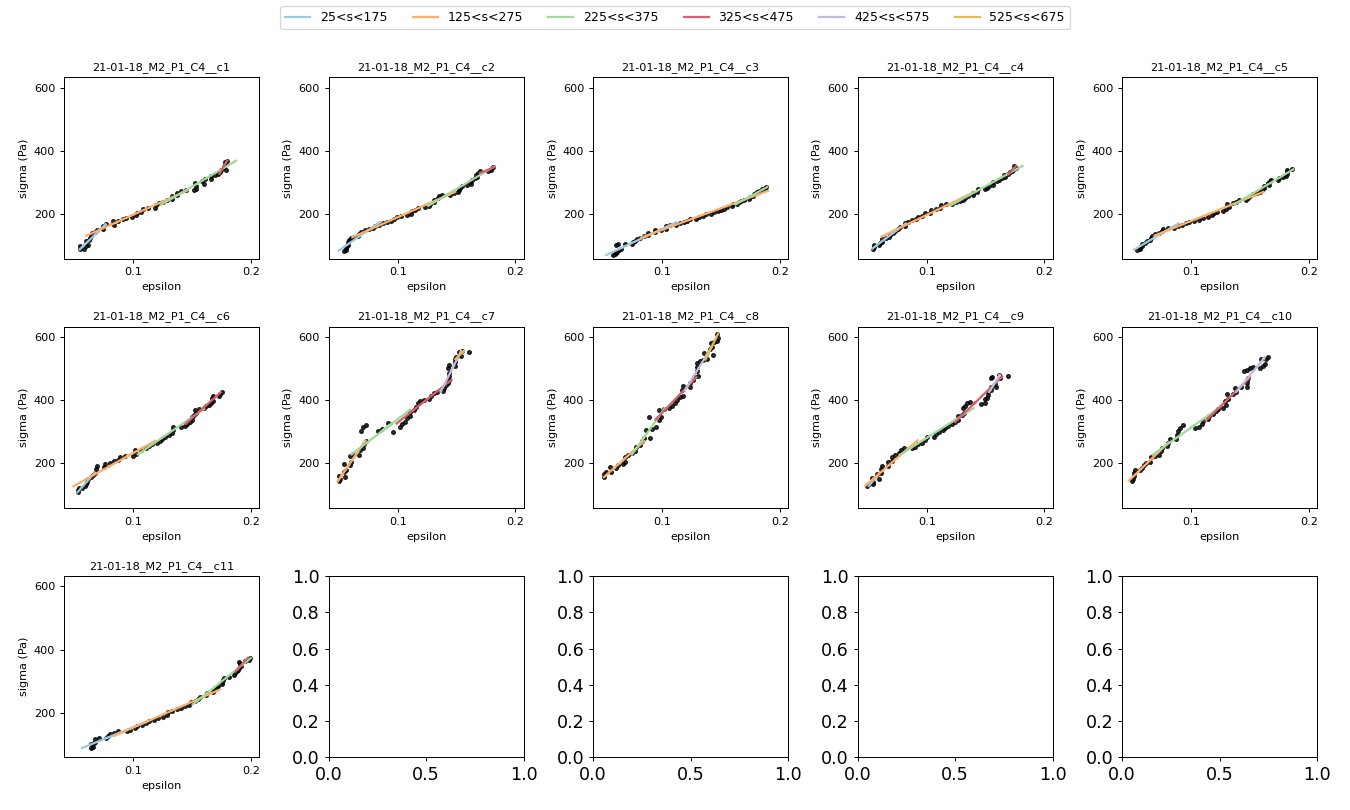 25<s<175 125<s<275 225<s<375 325<s<475 425<s<575 525<s<675
21-01-18_M2_P1_C4__c1 21-01-18_M2_P1_C4__c2 21-01-18_M2_P1_C4__c3 21-01-18_M2_P1_C4__c4 21-01-18_M2_P1_C4__c5
600 600 600 600 600
400 400 400 400 400
200 200 200 200 200
sigma (Pa) sigma (Pa) sigma (Pa) sigma (Pa) sigma (Pa)
0.1 0.2 0.1 0.2 0.1 0.2 0.1 0.2 0.1 0.2
epsilon epsilon epsilon epsilon epsilon
21-01-18_M2_P1_C4__c6 21-01-18_M2_P1_C4__c7 21-01-18_M2_P1_C4__c8 21-01-18_M2_P1_C4__c9 21-01-18_M2_P1_C4__c10
600 600 600 600 600
400 400 400 400 400
200 200 200 200 200
sigma (Pa) sigma (Pa) sigma (Pa) sigma (Pa) sigma (Pa)
0.1 0.2 0.1 0.2 0.1 0.2 0.1 0.2 0.1 0.2
epsilon epsilon epsilon epsilon epsilon
21-01-18_M2_P1_C4__c11
600
400
200
sigma (Pa)
0.1 0.2
epsilon
1.0 1.0 1.0 1.0
0.8 0.8 0.8 0.8
0.6 0.6 0.6 0.6
0.4 0.4 0.4 0.4
0.2 0.2 0.2 0.2
0.0 0.0 0.0 0.0
0.0 0.5 1.0 0.0 0.5 1.0 0.0 0.5 1.0 0.0 0.5 1.0